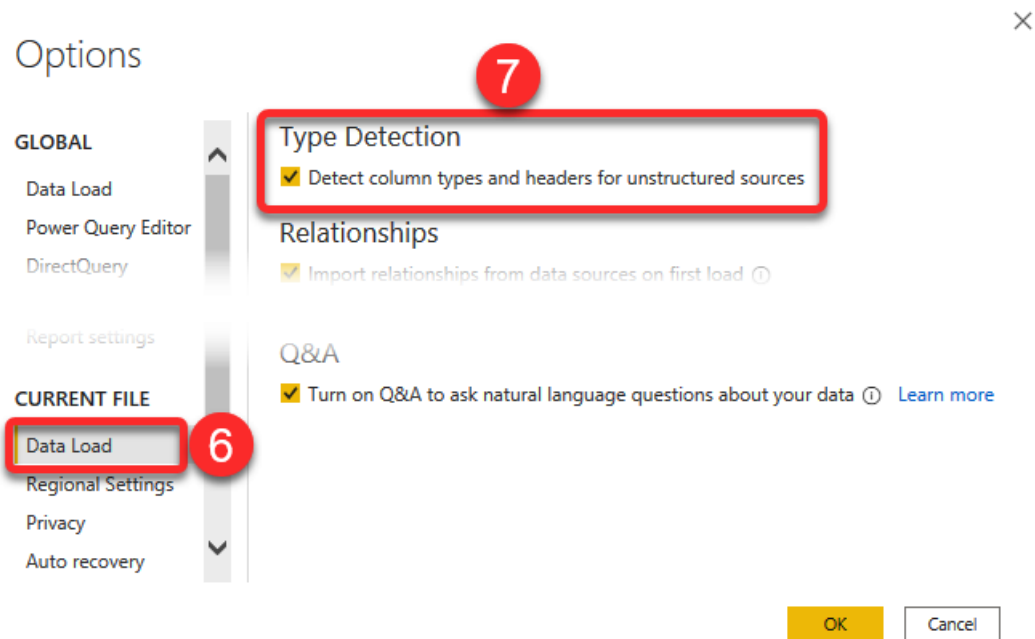 Options
7
GLOBAL
Data Load
Power Query Editor
DirectQuery
Report settings
CURRENT FILE
Data Load
6
Regional Settings
Privacy
Auto recovery
Type Detection
Detect column types and headers for unstructured sources
Relationships
Import relationships from data sources on first load
Q&A
Turn on Q&A to ask natural language questions about your data Learn more
OK
Cancel